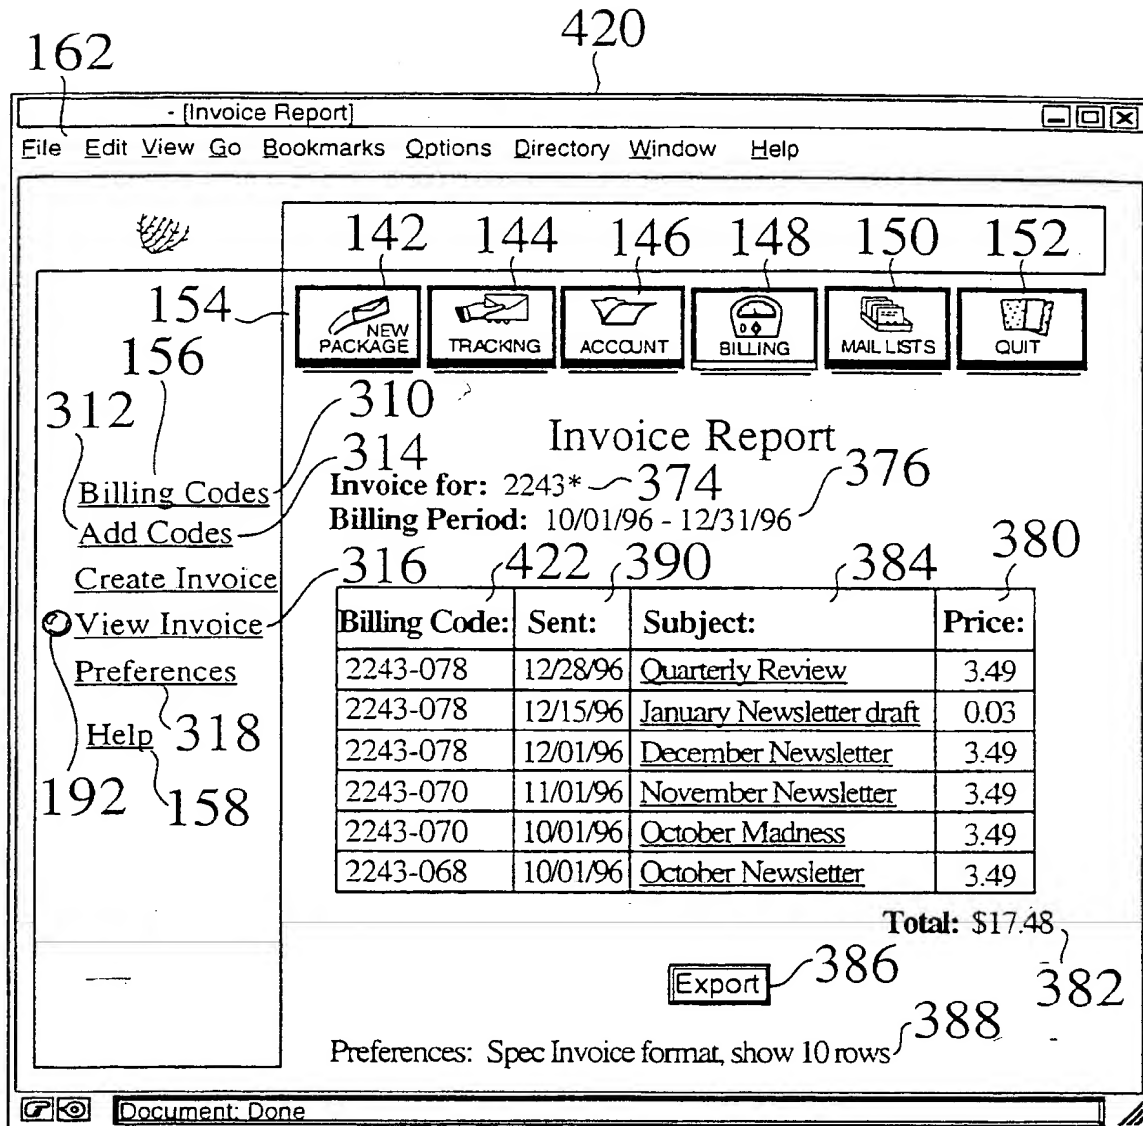 420
162
- [Invoice Report]
File Edit View Go Bookmarks Options Directory Window Help
142 144 146 148 150 152
154
NEW PACKAGE TRACKING ACCOUNT BILLING MAIL LISTS QUIT
156
312
310
314
Invoice Report
376
Billing Codes
Invoice for: 2243* 374
Add Codes
Billing Period: 10/01/96 - 12/31/96
Create Invoice
316 422 390 384 380
View Invoice
Billing Code: Sent: Subject: Price:
Preferences
2243-078 12/28/96 Quarterly Review 3.49
2243-078 12/15/96 January Newsletter draft 0.03
Help 318
2243-078 12/01/96 December Newsletter 3.49
192 158
2243-070 11/01/96 November Newsletter 3.49
2243-070 10/01/96 October Madness 3.49
2243-068 10/01/96 October Newsletter 3.49
Total: $17.48
382
Export 386
388
Preferences: Spec Invoice format, show 10 rows
Document: Done